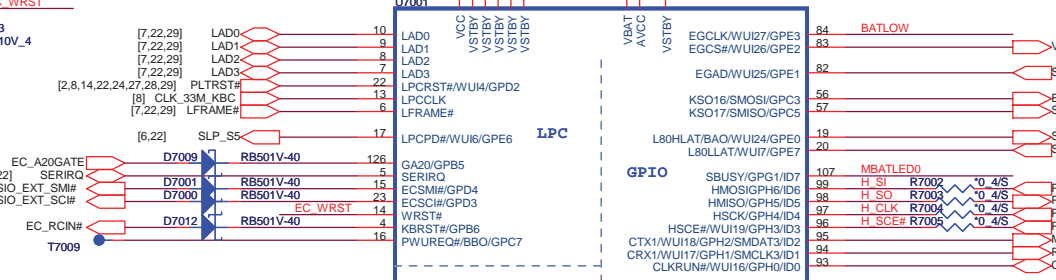 EC_WRST
U7001
3
10V_4
VCC VSTBY VSTBY VSTBY VSTBY VSTBY VBAT AVCC VSTBY
[7,22,29] LAD0 10 LAD0
[7,22,29] LAD1 9 LAD1
[7,22,29] LAD2 8 LAD2
[7,22,29] LAD3 7 LAD3
[2,8,14,22,24,27,28,29] PLTRST# 22 LPCRST#/WUI4/GPD2
[8] CLK_33M_KBC 13 LPCCLK
[7,22,29] LFRAME# 6 LFRAME#
[6,22] SLP_S5 17 LPCPD#/WUI6/GPE6
EC_A20GATE D7009 RB501V-40 126 GA20/GPB5
22] SERIRQ 5 SERIRQ
SIO_EXT_SMI# D7001 RB501V-40 15 ECSMI#/GPD4
SIO_EXT_SCI# D7000 RB501V-40 23 ECSCI#/GPD3
EC_WRST 14 WRST#
EC_RCIN# D7012 RB501V-40 4 KBRST#/GPB6
T7009 16 PWUREQ#/BBO/GPC7
LPC
GPIO
EGCLK/WUI27/GPE3 84 BATLOW
EGCS#/WUI26/GPE2 83
EGAD/WUI25/GPE1 82
KSO16/SMOSI/GPC3 56
KSO17/SMISO/GPC5 57
L80HLAT/BAO/WUI24/GPE0 19
L80LLAT/WUI7/GPE7 20
SBUSY/GPG1/ID7 107 MBATLED0
HMOSIGPH6/ID6 99 H_SI R7002 *0_4/S
HMISO/GPH5/ID5 98 H_SO R7003 *0_4/S
HSCK/GPH4/ID4 97 H_CLK R7004 *0_4/S
HSCE#/WUI19/GPH3/ID3 96 H_SCE# R7005 *0_4/S
CTX1/WUI18/GPH2/SMDAT3/ID2 95
CRX1/WUI17/GPH1/SMCLK3/ID1 94
CLKRUN#/WUI16/GPH0/ID0 93